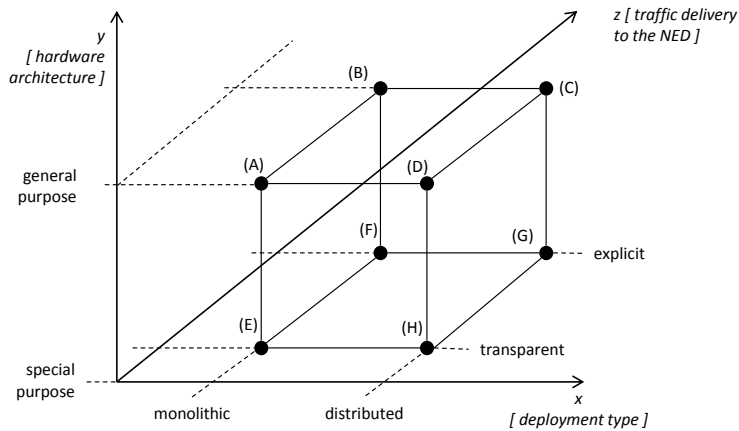 y
[ hardware
architecture ]
z [ traffic delivery
to the NED ]
(B)
(C)
(A)
(D)
general
purpose
(F)
(G)
explicit
(E)
(H)
transparent
special
purpose
monolithic
distributed
x
[ deployment type ]